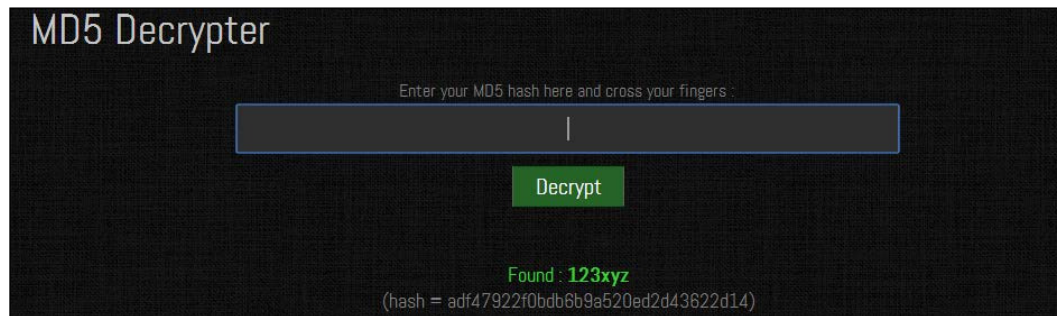 MD5 Decrypter
Enter your MD5 hash here and cross your fingers :
Decrypt
Found : 123xyz
(hash = adf47922f0bdb6b9a520ed2d43622d14)